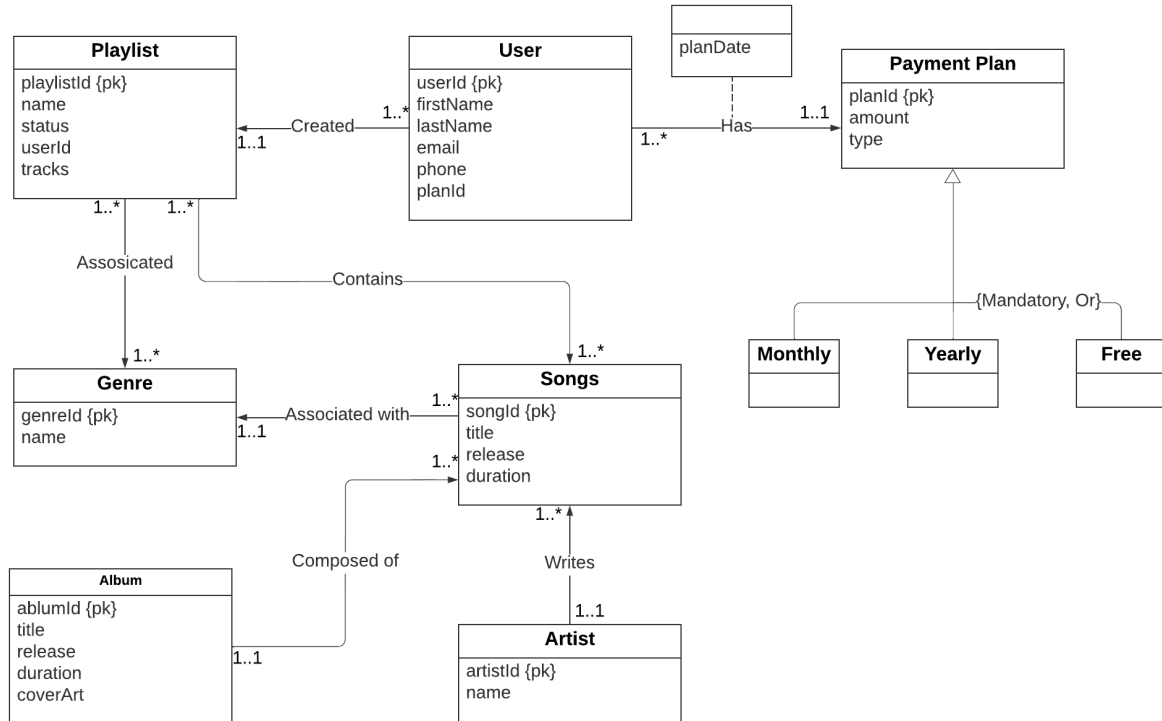 Playlist
playlistId {pk}
name
status
userId
tracks
User
userId {pk}
firstName
lastName
email
phone
planId
planDate
Payment Plan
planId {pk}
amount
type
1..*
Created
1..1
1..*
Has
1..1
1..*
1..*
Assosicated
Contains
{Mandatory, Or}
1..*
1..*
Monthly
Yearly
Free
Genre
genreId {pk}
name
1..*
Associated with
1..1
Songs
songId {pk}
title
release
duration
1..*
1..*
Composed of
Writes
1..1
1..1
Album
ablumId {pk}
title
release
duration
coverArt
Artist
artistId {pk}
name